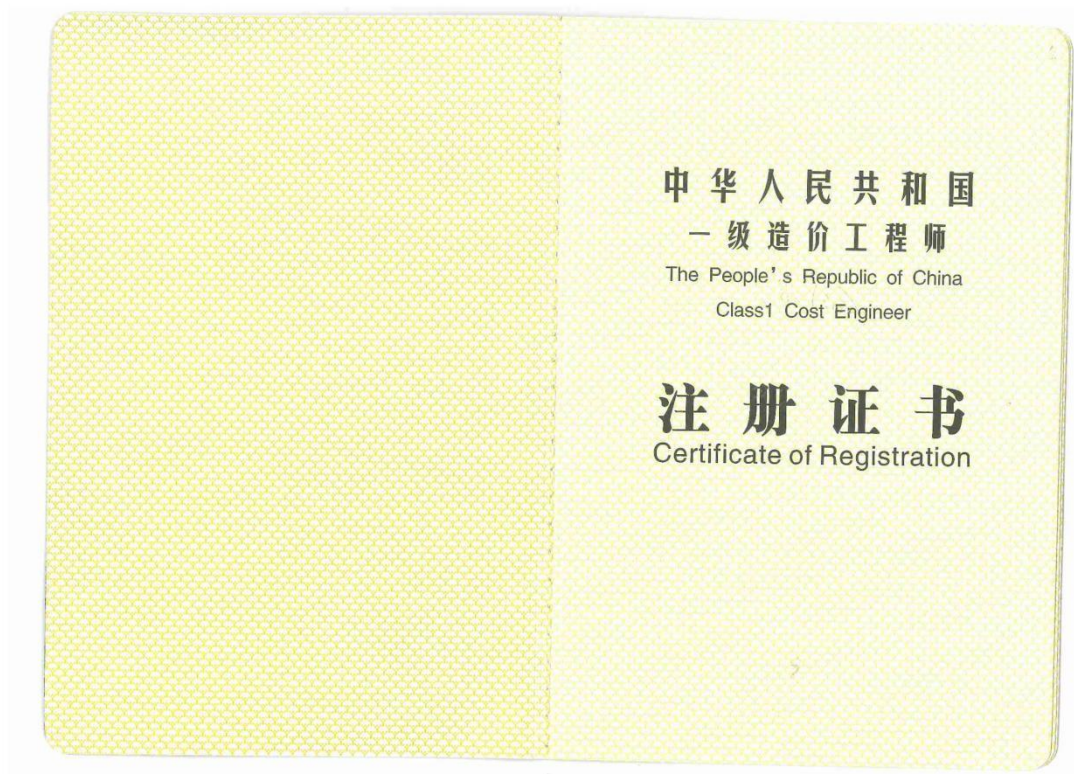 中华人民共和国
一级造价工程师
The People's Republic of China
Class1 Cost Engineer
注册证书
Certificate of Registration